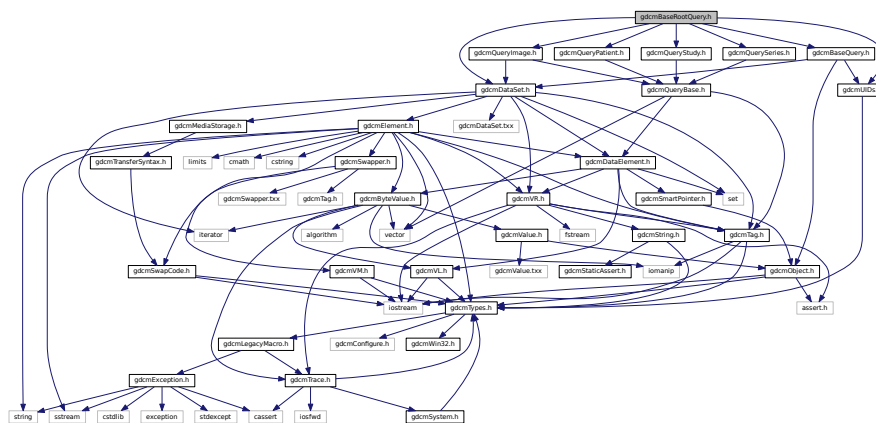 gdcmBaseRootQuery.h
gdcmQueryImage.h
gdcmQueryPatient.h
gdcmQueryStudy.h
gdcmQuerySeries.h
gdcmBaseQuery.h
gdcmDataSet.h
gdcmQueryBase.h
gdcmUIDs
gdcmMediaStorage.h
gdcmElement.h
gdcmDataSet.txx
gdcmTransferSyntax.h
limits
cmath
cstring
gdcmSwapper.h
gdcmDataElement.h
gdcmSwapper.txx
gdcmTag.h
gdcmByteValue.h
gdcmVR.h
gdcmSmartPointer.h
set
iterator
algorithm
vector
gdcmValue.h
fstream
gdcmString.h
gdcmTag.h
gdcmSwapCode.h
gdcmVM.h
gdcmVL.h
gdcmValue.txx
gdcmStaticAssert.h
iomanip
gdcmObject.h
iostream
gdcmTypes.h
assert.h
gdcmLegacyMacro.h
gdcmConfigure.h
gdcmWin32.h
gdcmException.h
gdcmTrace.h
string
sstream
cstdlib
exception
stdexcept
cassert
iosfwd
gdcmSystem.h